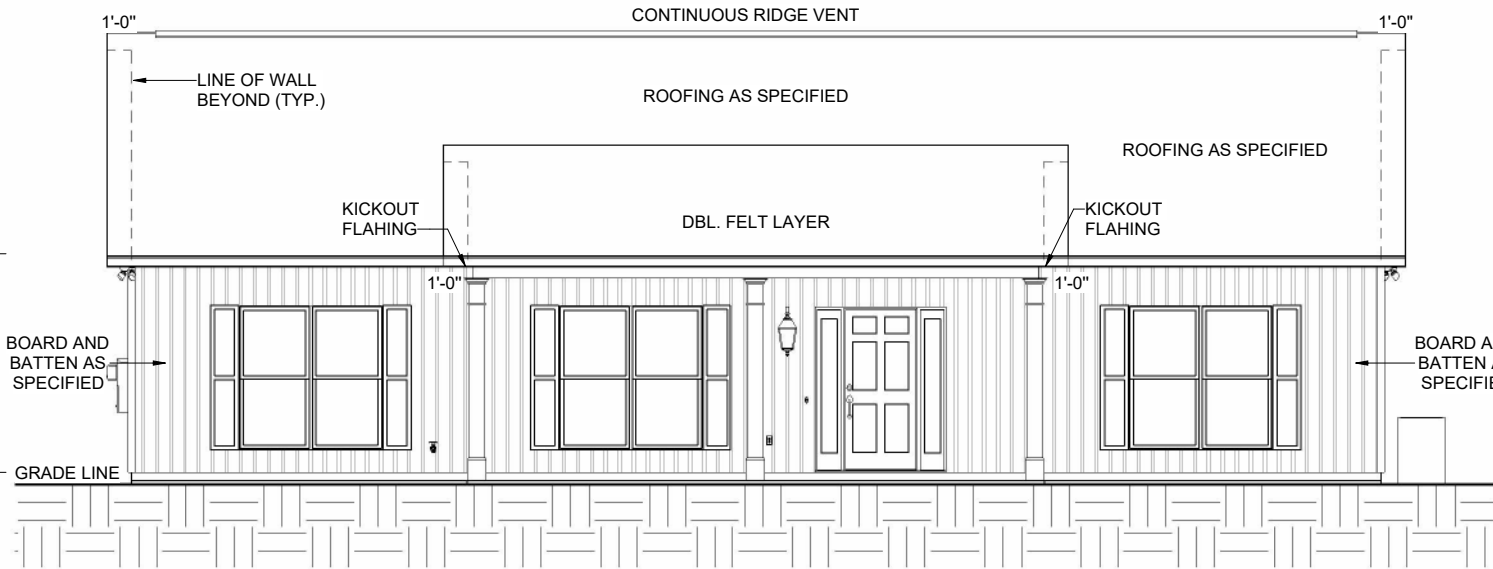 1'-0"
CONTINUOUS RIDGE VENT
1'-0"
LINE OF WALL
BEYOND (TYP.)
ROOFING AS SPECIFIED
ROOFING AS SPECIFIED
KICKOUT
FLAHING
DBL. FELT LAYER
KICKOUT
FLAHING
1'-0"
1'-0"
BOARD AND
BATTEN AS
SPECIFIED
BOARD A
BATTEN A
SPECIFIE
GRADE LINE